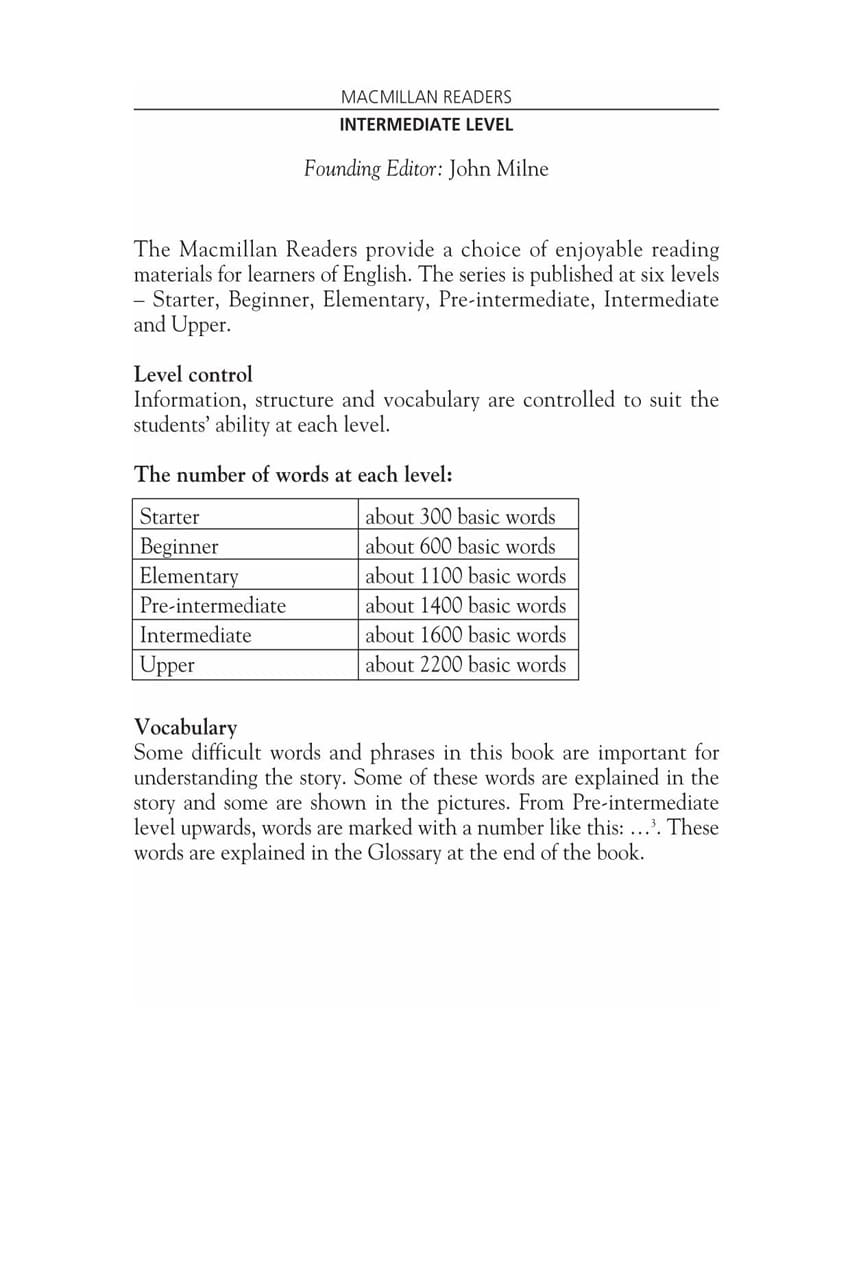 MACMILLAN READERS
INTERMEDIATE LEVEL
Founding Editor: John Milne
The Macmillan Readers provide a choice of enjoyable reading
materials for learners of English. The series is published at six levels
– Starter, Beginner, Elementary, Pre-intermediate, Intermediate
and Upper.
Level control
Information, structure and vocabulary are controlled to suit the
students’ ability at each level.
The number of words at each level:
Starter about 300 basic words
Beginner about 600 basic words
Elementary about 1100 basic words
Pre-intermediate about 1400 basic words
Intermediate about 1600 basic words
Upper about 2200 basic words
Vocabulary
Some difficult words and phrases in this book are important for
understanding the story. Some of these words are explained in the
story and some are shown in the pictures. From Pre-intermediate
level upwards, words are marked with a number like this: …³. These
words are explained in the Glossary at the end of the book.